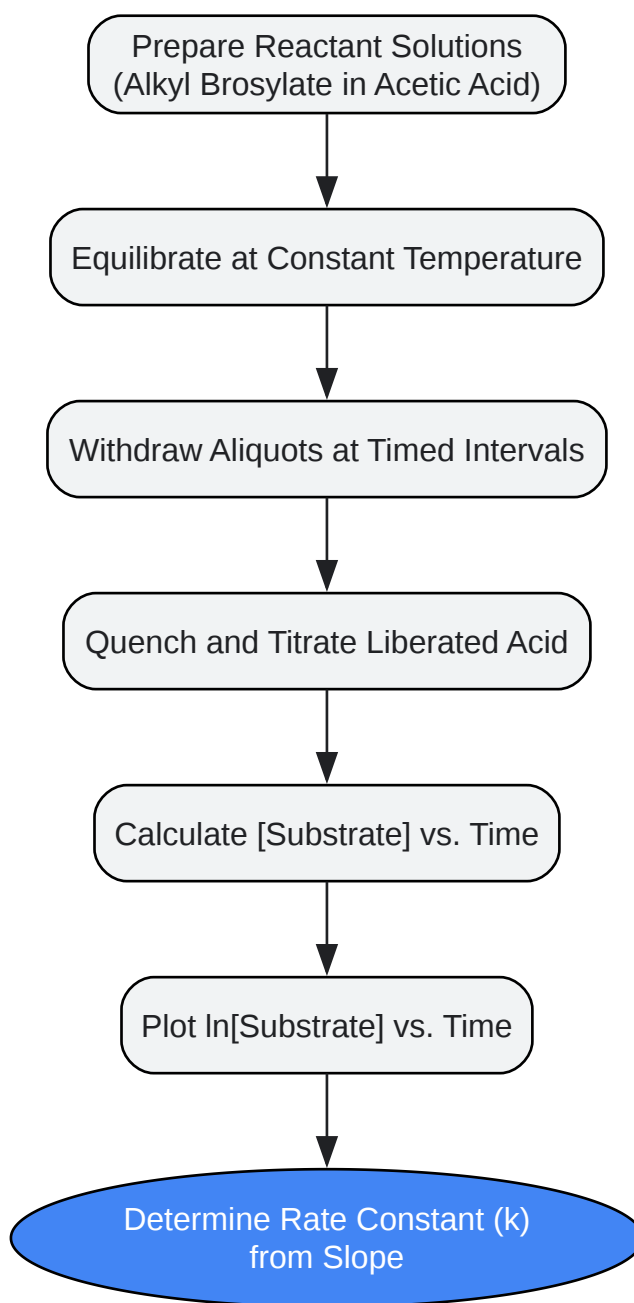 Prepare Reactant Solutions
(Alkyl Brosylate in Acetic Acid)
Equilibrate at Constant Temperature
Withdraw Aliquots at Timed Intervals
Quench and Titrate Liberated Acid
Calculate [Substrate] vs. Time
Plot ln[Substrate] vs. Time
Determine Rate Constant (k)
from Slope